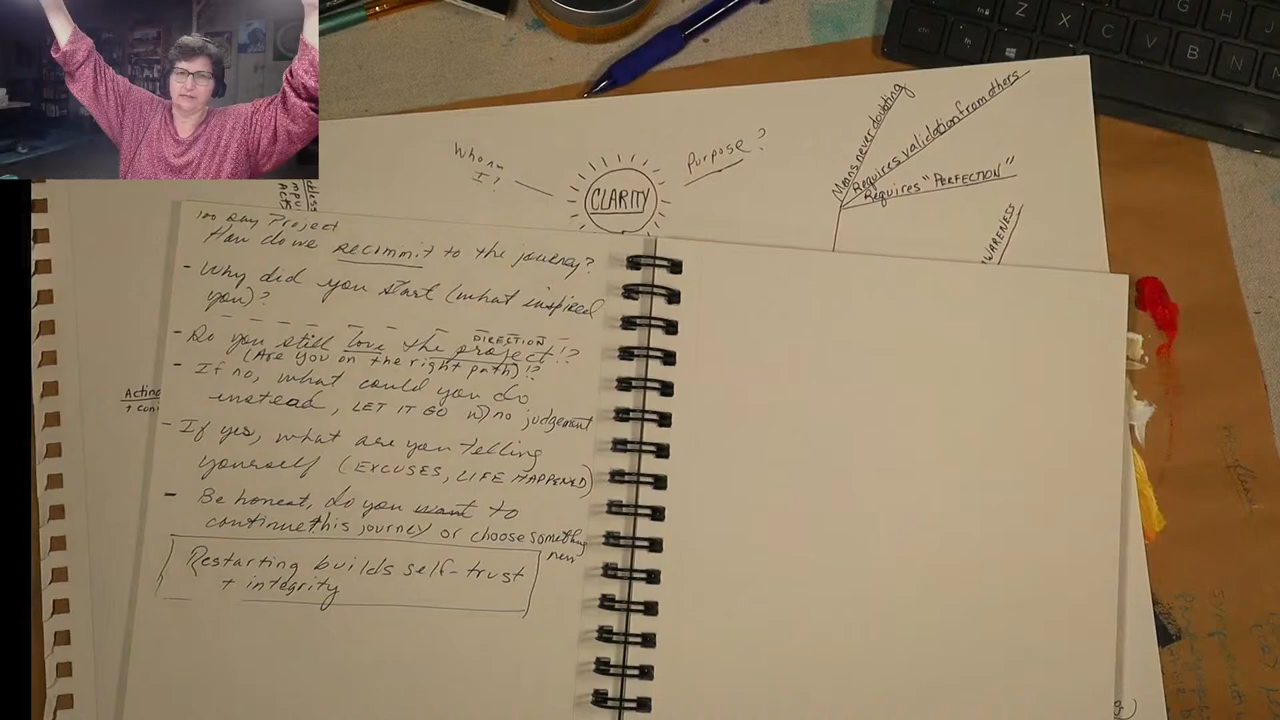 Who am
I?
CLARITY
Purpose?
Means never doubting
Requires validation from others
Requires "PERFECTION"
WARENESS
100 Day Project
How do we RECOMMIT to the journey?
- Why did you start (what inspired
you)?
- Do you still love the project!?
DIRECTION
(Are you on the right path)!?
- If no, what could you do
instead, LET IT GO w/ no judgement
- If yes, what are you telling
yourself (EXCUSES, LIFE HAPPENED)
- Be honest, do you want to
continue this journey or choose something
new
Restarting builds self-trust
+ integrity
Acting
Z X C V B N
G H